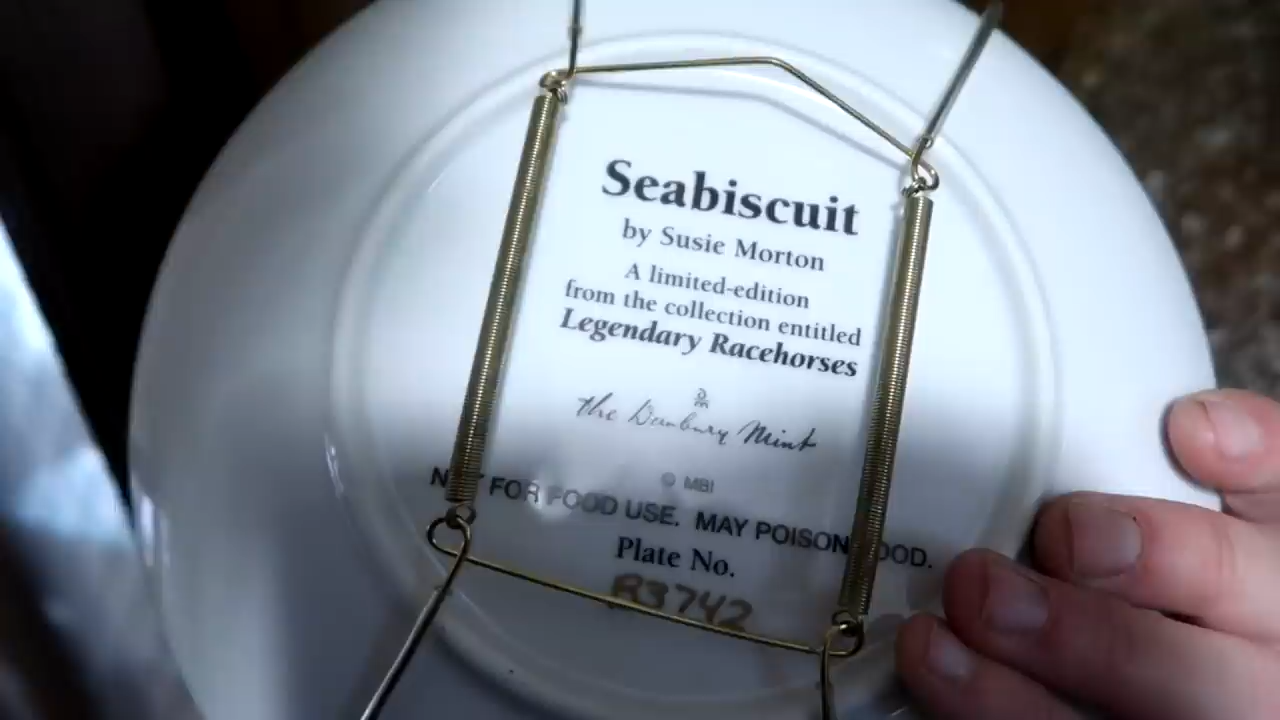 Seabiscuit
by Susie Morton
A limited-edition
from the collection entitled
Legendary Racehorses
the Danbury Mint
© MBI
FOR FOOD USE. MAY POISON
Plate No.